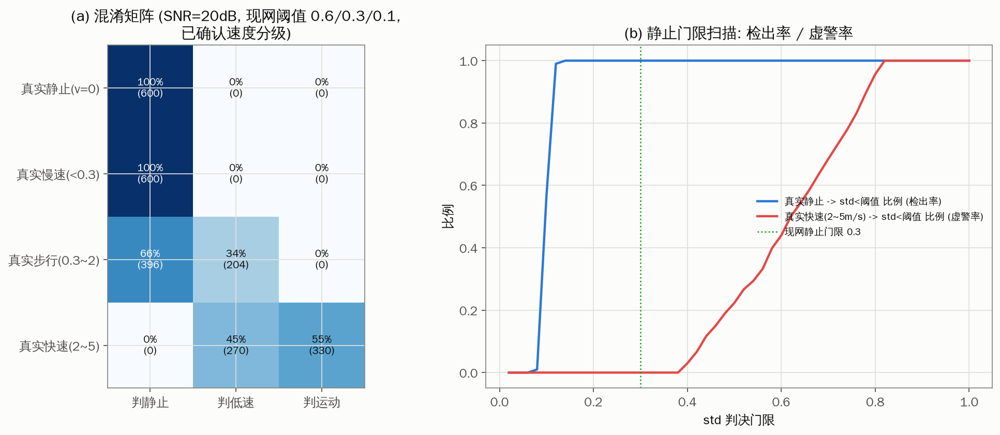 (a) 混淆矩阵 (SNR=20dB, 现网阈值 0.6/0.3/0.1,
已确认速度分级)
真实静止(v=0)
100%
(600)
0%
(0)
0%
(0)
真实慢速(<0.3)
100%
(600)
0%
(0)
0%
(0)
真实步行(0.3~2)
66%
(396)
34%
(204)
0%
(0)
真实快速(2~5)
0%
(0)
45%
(270)
55%
(330)
判静止
判低速
判运动
(b) 静止门限扫描: 检出率 / 虚警率
比例
1.0
0.8
0.6
0.4
0.2
0.0
真实静止 -> std<阈值 比例 (检出率)
真实快速(2~5m/s) -> std<阈值 比例 (虚警率)
现网静止门限 0.3
0.0
0.2
0.4
0.6
0.8
1.0
std 判决门限